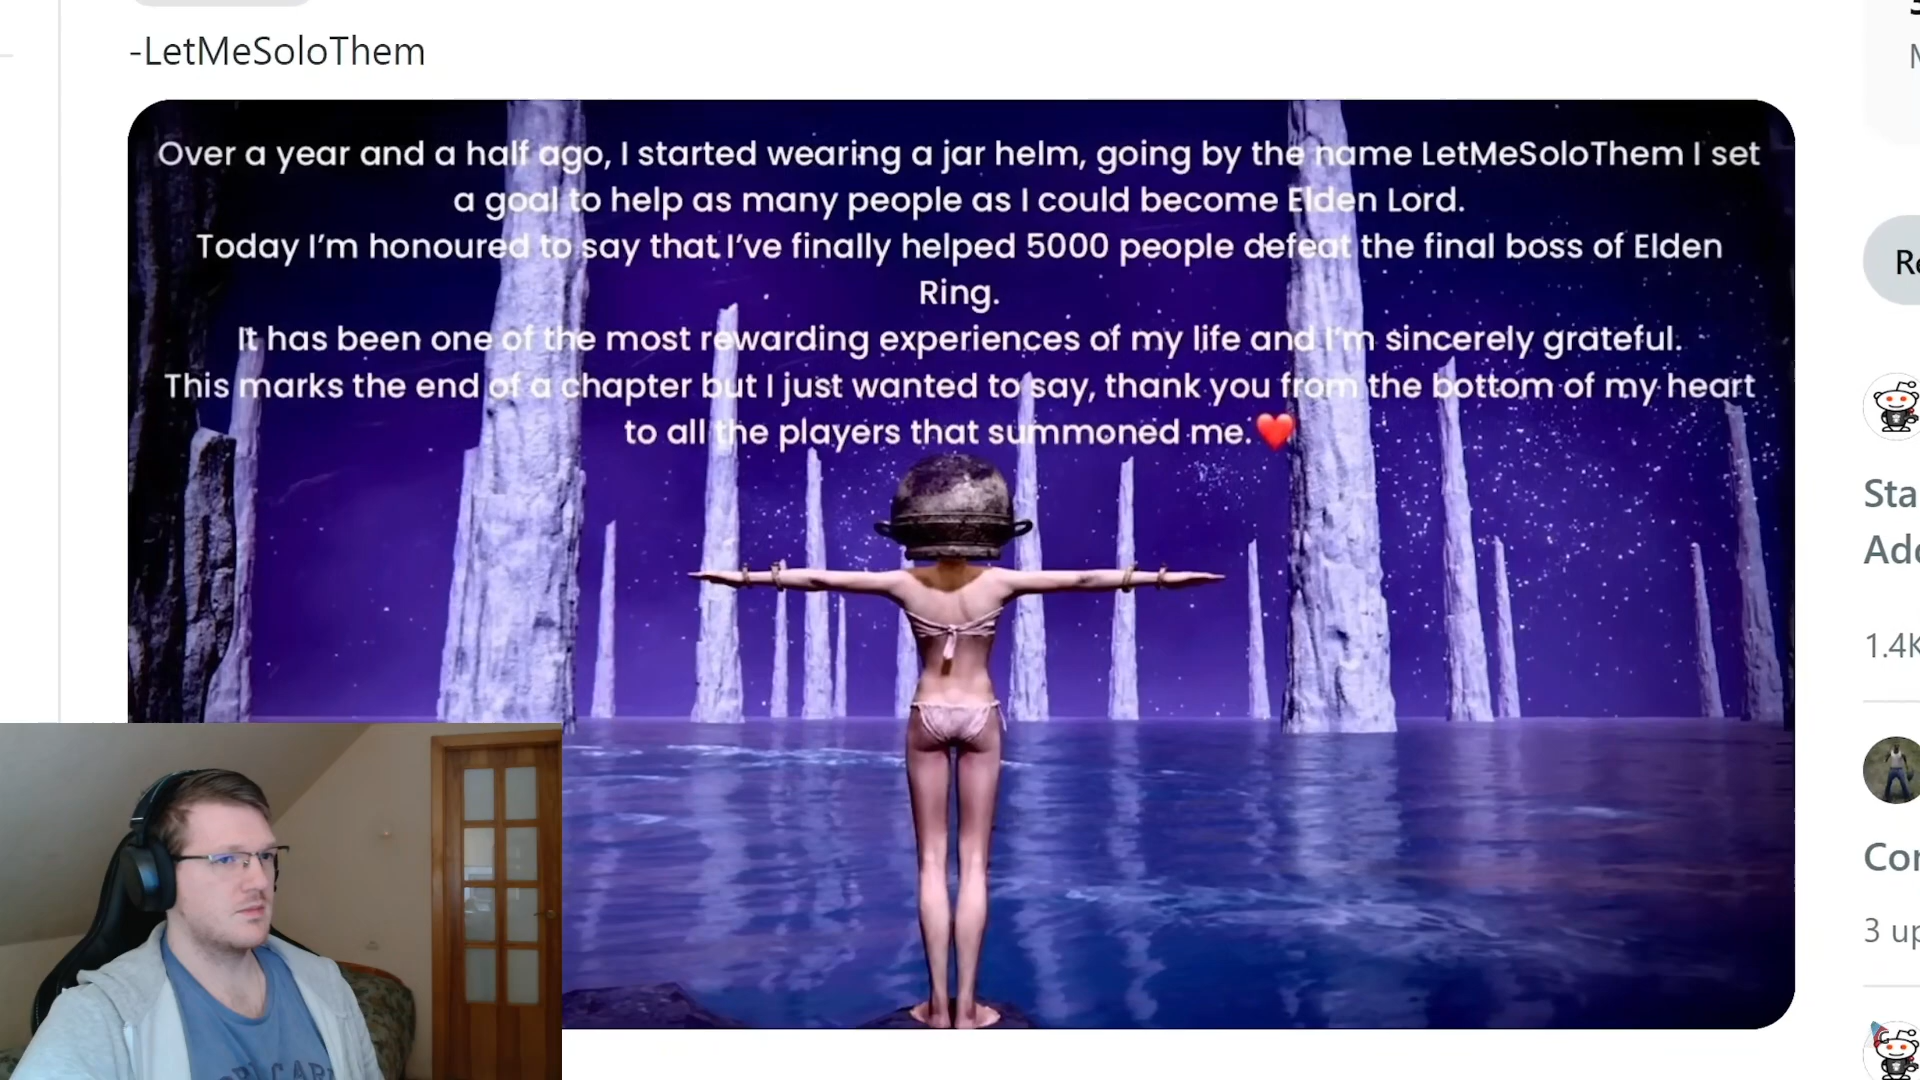 -LetMeSoloThem
Over a year and a half ago, I started wearing a jar helm, going by the name LetMeSoloThem I set
a goal to help as many people as I could become Elden Lord.
Today I'm honoured to say that I've finally helped 5000 people defeat the final boss of Elden
Ring.
It has been one of the most rewarding experiences of my life and I'm sincerely grateful.
This marks the end of a chapter but I just wanted to say, thank you from the bottom of my heart
to all the players that summoned me.❤️
1.4K